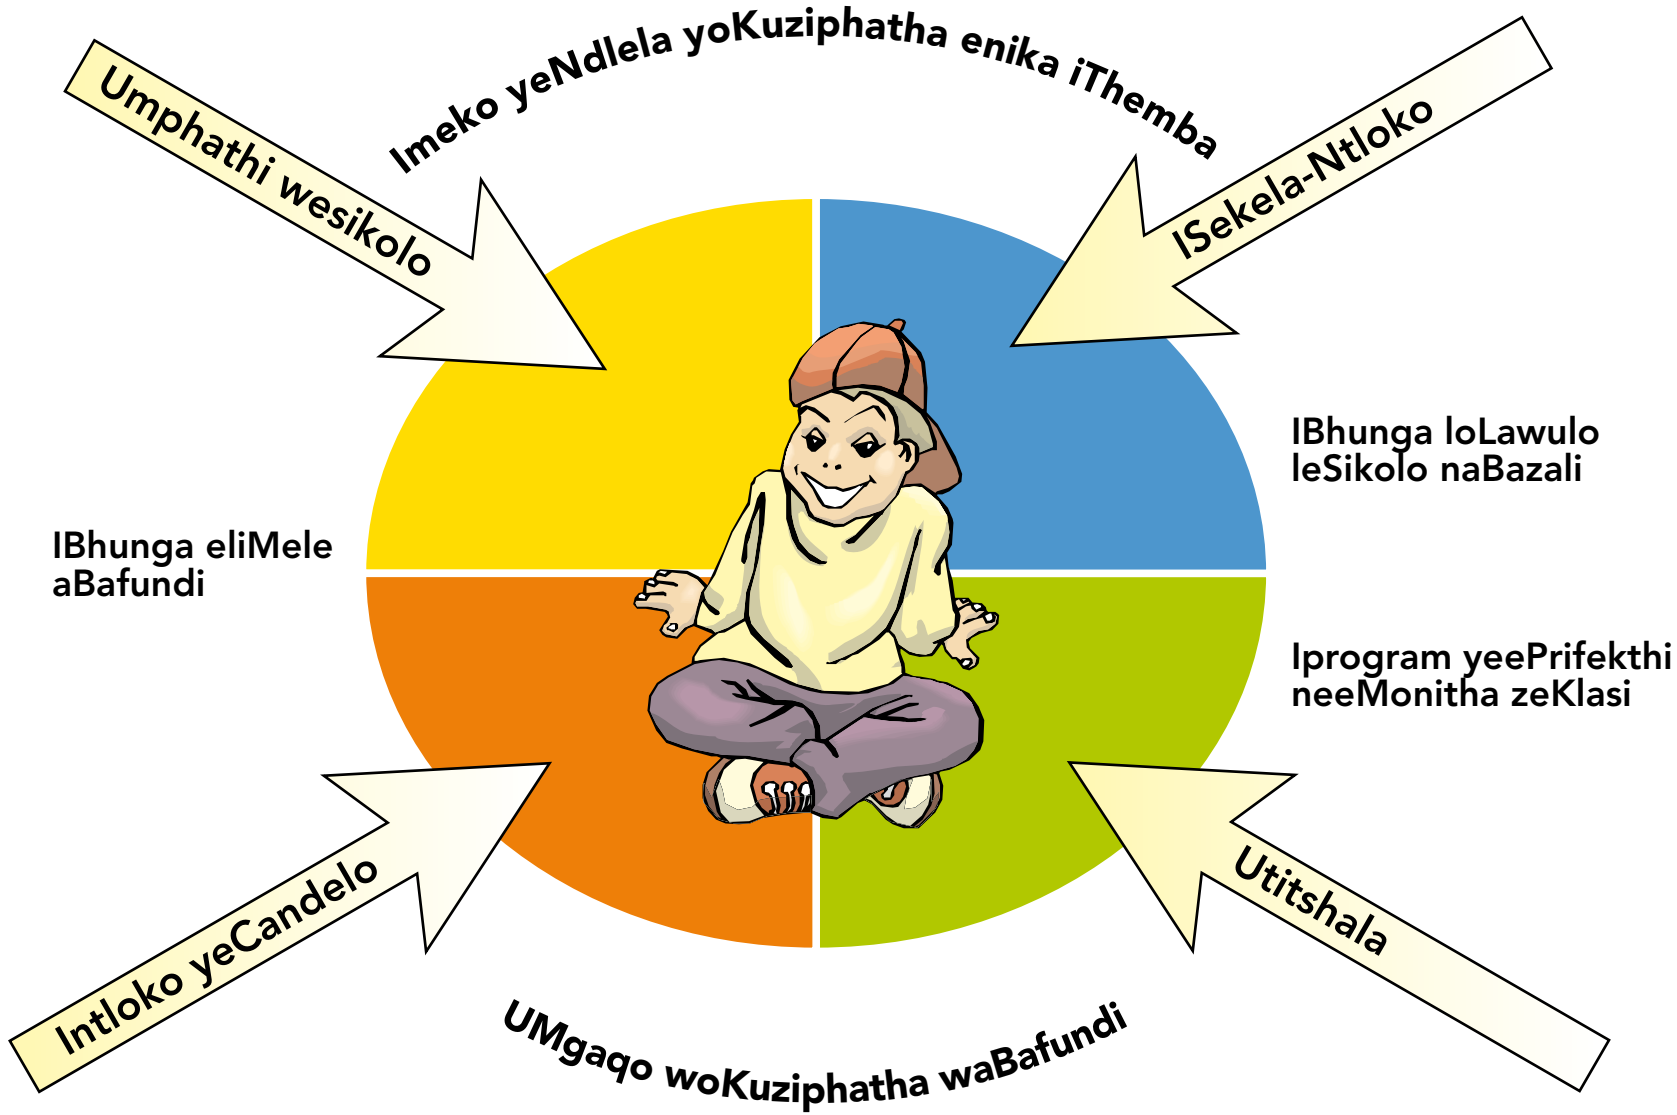 Imeko yeNdlela yoKuziphatha enika iThemba
Umphathi wesikolo
ISekela-Ntloko
IBhunga loLawulo
leSikolo naBazali
IBhunga eliMele
aBafundi
Iprogram yeePrifekthi
neeMonitha zeKlasi
Intloko yeCandelo
Utitshala
UMgaqo woKuziphatha waBafundi